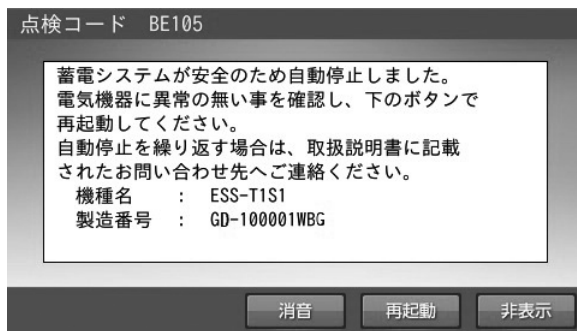 点検コード BE105
蓄電システムが安全のため自動停止しました。
電気機器に異常の無い事を確認し、下のボタンで
再起動してください。
自動停止を繰り返す場合は、取扱説明書に記載
されたお問い合わせ先へご連絡ください。
機種名 : ESS-T1S1
製造番号 : GD-100001WBG
消音 再起動 非表示